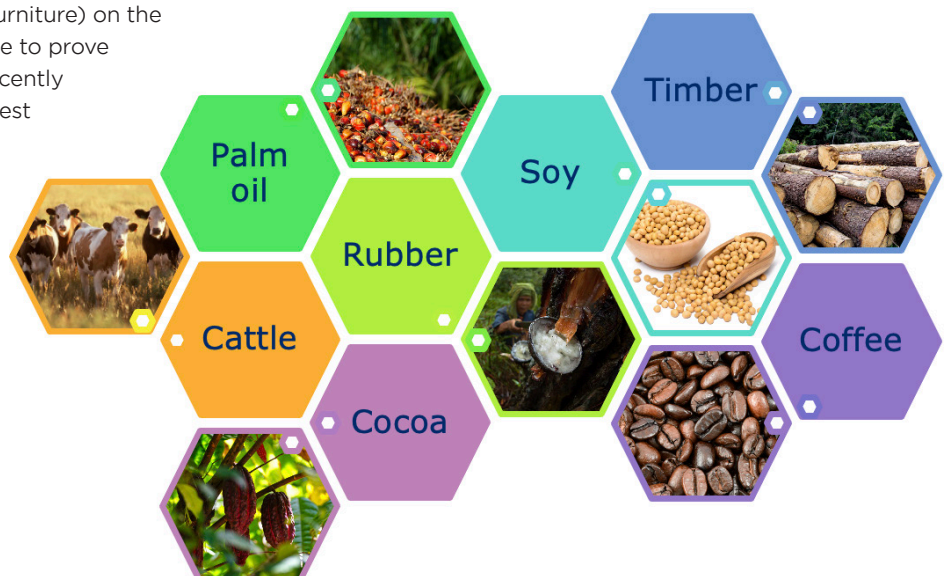 urniture) on the
e to prove
cently
est
Timber
Palm
oil
Soy
Rubber
Cattle
Coffee
Cocoa